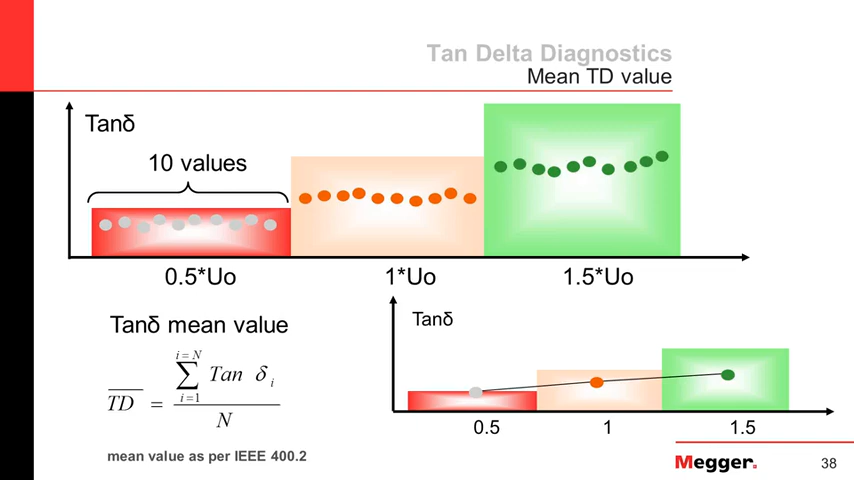 Tan Delta Diagnostics
Mean TD value
Tanδ
10 values
0.5*Uo 1*Uo 1.5*Uo
Tanδ mean value
Tanδ
i=N
∑ Tan δ i
i=1
TD =
N
0.5 1 1.5
mean value as per IEEE 400.2
Megger.
38